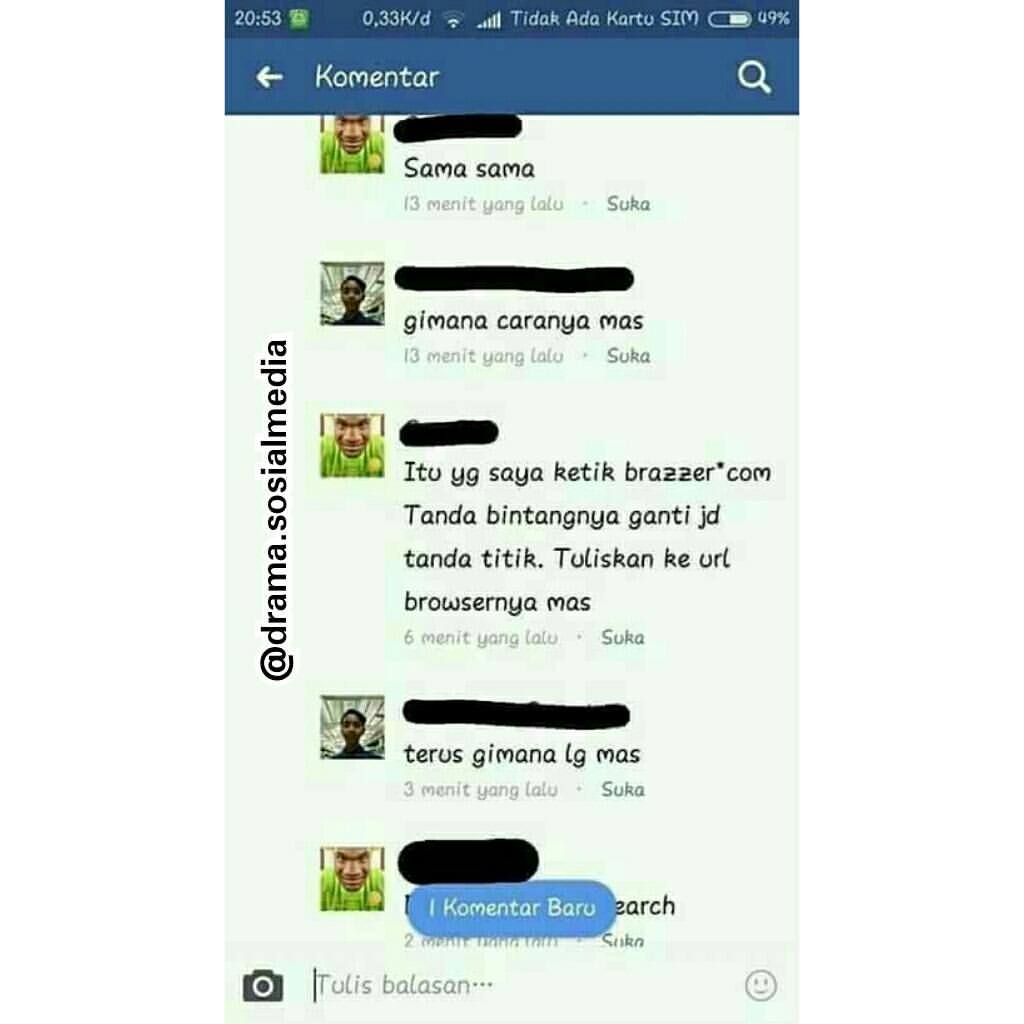 20:53 0,33K/d Tidak Ada Kartu SIM 49%
Komentar
Sama sama
13 menit yang lalu · Suka
gimana caranya mas
13 menit yang lalu · Suka
Itu yg saya ketik brazzer*com
Tanda bintangnya ganti jd
tanda titik. Tuliskan ke url
browsernya mas
6 menit yang lalu · Suka
terus gimana lg mas
3 menit yang lalu · Suka
1 Komentar Baru earch
2 menit yang lalu · Suka
Tulis balasan...
@drama.sosialmedia